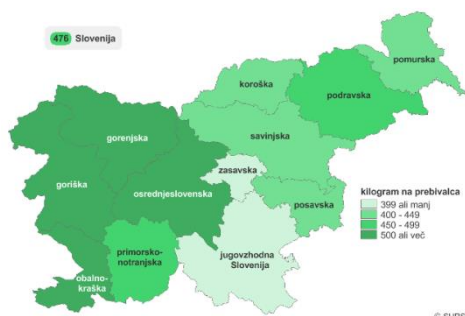 476 Slovenija
pomurska
koroška
podravska
savinjska
gorenjska
zasavska
goriška
osrednjeslovenska
posavska
kilogram na prebivalca
399 ali manj
400 - 449
450 - 499
500 ali več
primorsko-
notranjska
jugovzhodna
Slovenija
obalno-
kraška
© SURS